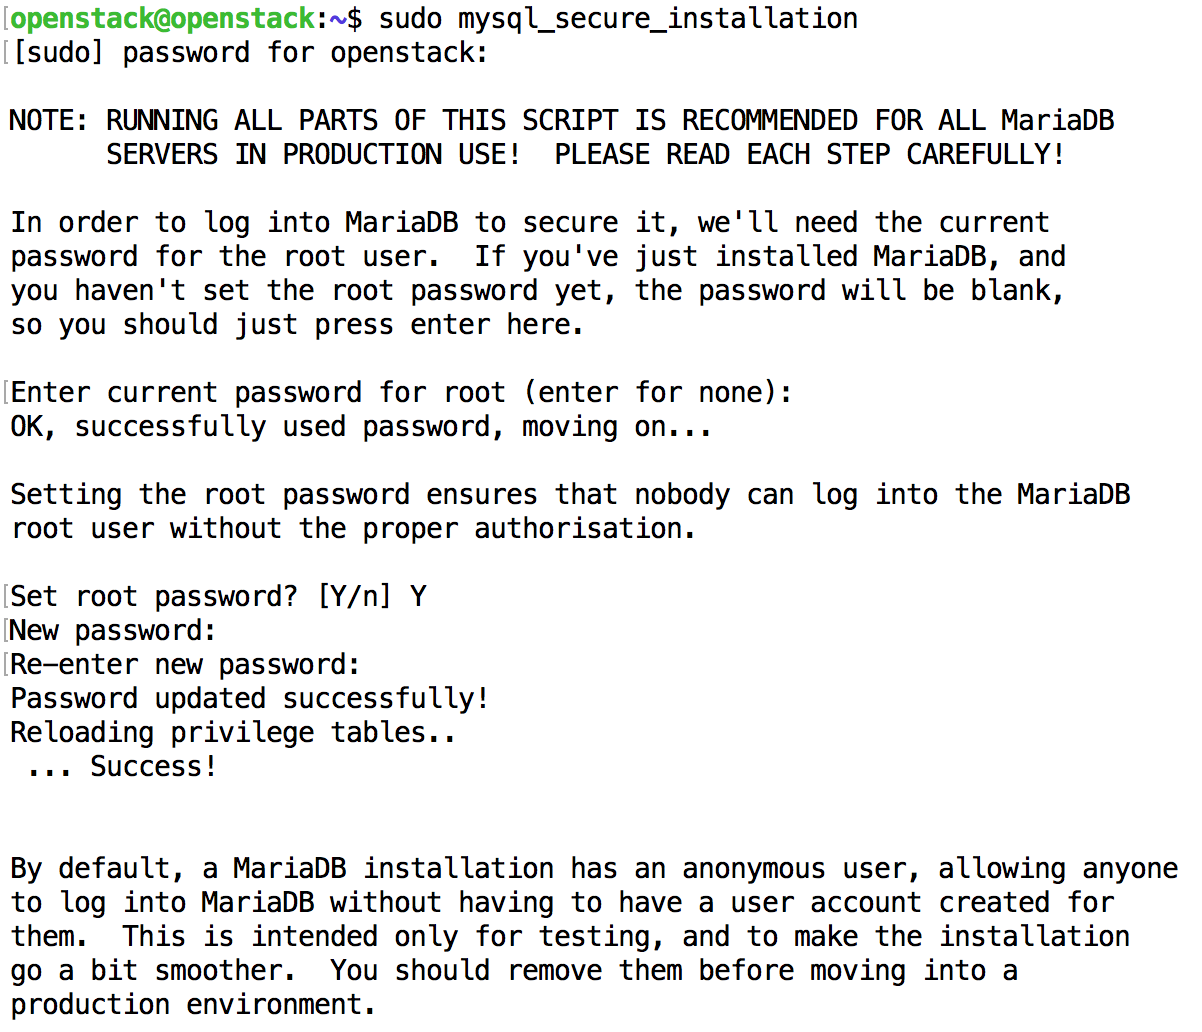 openstack@openstack:~$ sudo mysql_secure_installation
[sudo] password for openstack:
NOTE: RUNNING ALL PARTS OF THIS SCRIPT IS RECOMMENDED FOR ALL MariaDB
SERVERS IN PRODUCTION USE!  PLEASE READ EACH STEP CAREFULLY!
In order to log into MariaDB to secure it, we'll need the current
password for the root user.  If you've just installed MariaDB, and
you haven't set the root password yet, the password will be blank,
so you should just press enter here.
Enter current password for root (enter for none):
OK, successfully used password, moving on...
Setting the root password ensures that nobody can log into the MariaDB
root user without the proper authorisation.
Set root password? [Y/n] Y
New password:
Re-enter new password:
Password updated successfully!
Reloading privilege tables..
... Success!
By default, a MariaDB installation has an anonymous user, allowing anyone
to log into MariaDB without having to have a user account created for
them.  This is intended only for testing, and to make the installation
go a bit smoother.  You should remove them before moving into a
production environment.